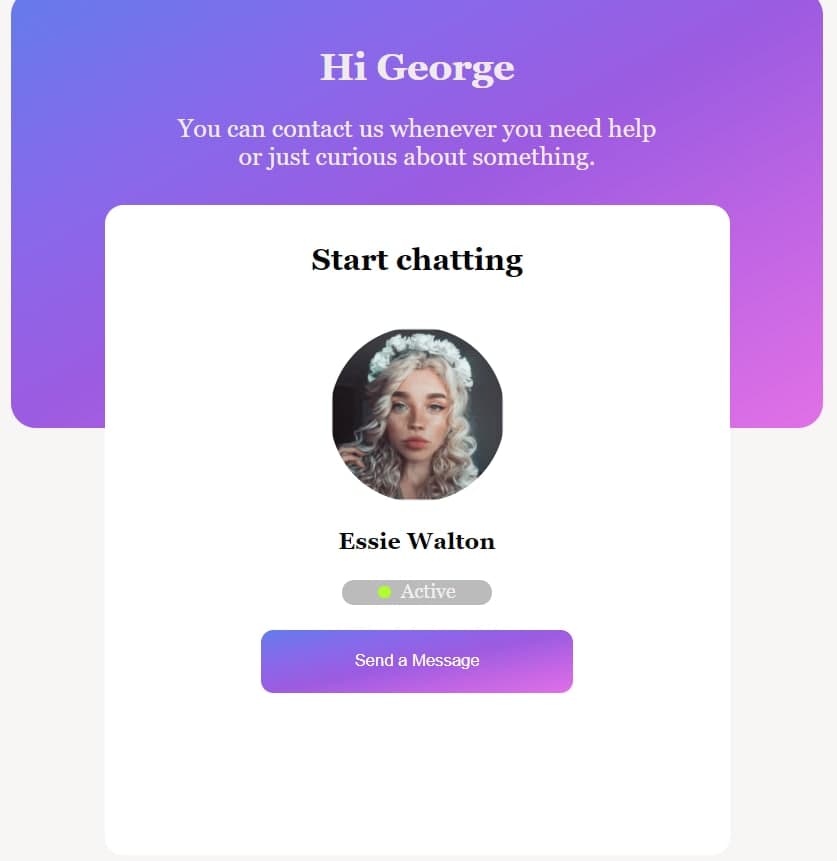 Hi George
You can contact us whenever you need help
or just curious about something.
Start chatting
Essie Walton
Active
Send a Message